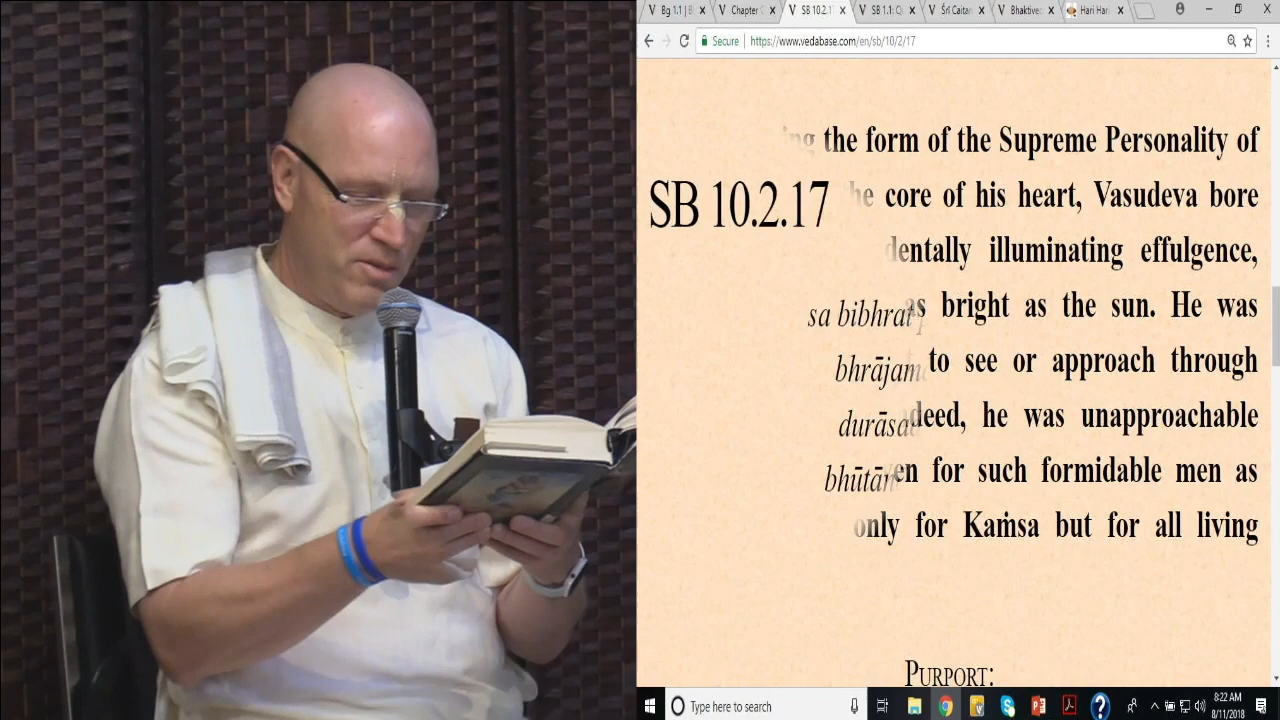 Bg 1.1 | Bl
Chapter
SB 10.2.1
SB 1.1: Q
Śrī Caitan
Bhaktived
Hari Hari
Secure | https://www.vedabase.com/en/sb/10/2/17
ing the form of the Supreme Personality of
SB 10.2.17
he core of his heart, Vasudeva bore
dentally illuminating effulgence,
as bright as the sun. He was
sa bibhrat
to see or approach through
bhrājam
deed, he was unapproachable
durāsa
en for such formidable men as
bhūtān
only for Kaṁsa but for all living
PURPORT:
Type here to search
8:22 AM
8/11/2018